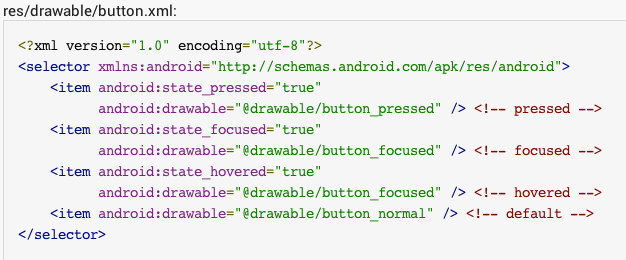 res/drawable/button.xml:
<?xml version="1.0" encoding="utf-8"?>
<selector xmlns:android="http://schemas.android.com/apk/res/android">
    <item android:state_pressed="true"
          android:drawable="@drawable/button_pressed" /> <!-- pressed -->
    <item android:state_focused="true"
          android:drawable="@drawable/button_focused" /> <!-- focused -->
    <item android:state_hovered="true"
          android:drawable="@drawable/button_focused" /> <!-- hovered -->
    <item android:drawable="@drawable/button_normal" /> <!-- default -->
</selector>